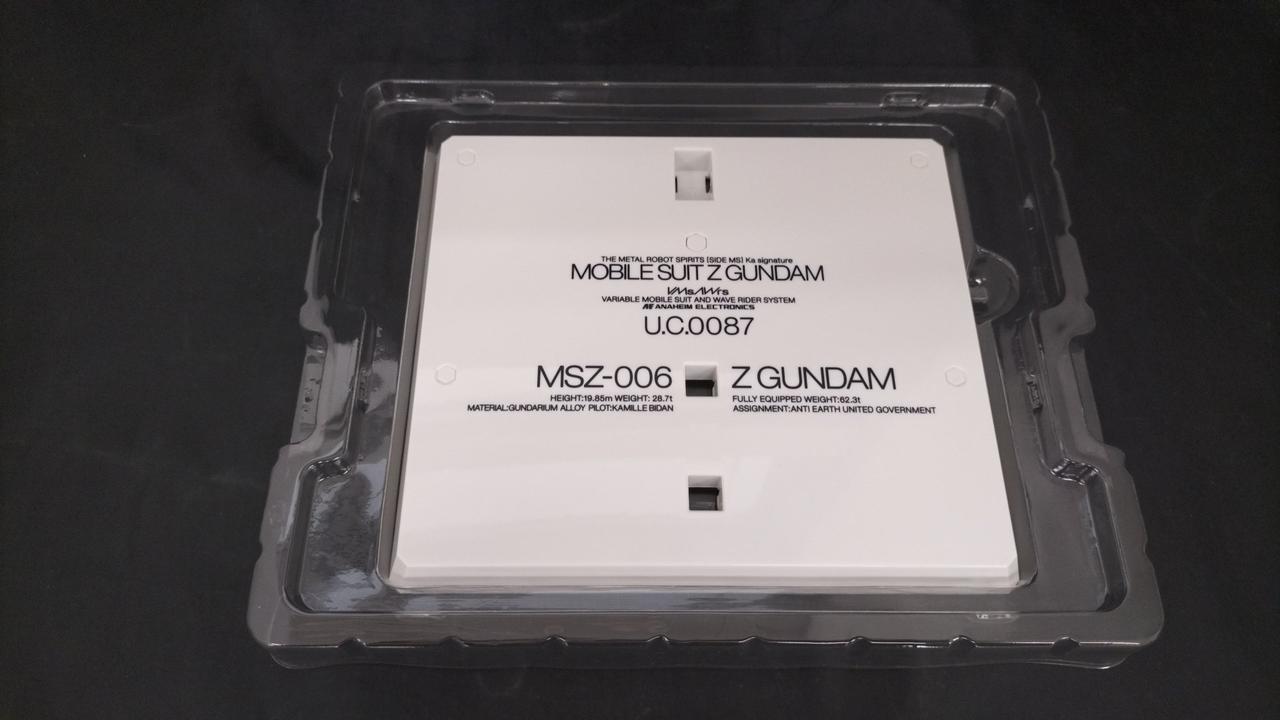 THE METAL ROBOT SPIRITS [SIDE MS] Ka signature
MOBILE SUIT Z GUNDAM
VMsAWrs
VARIABLE MOBILE SUIT AND WAVE RIDER SYSTEM
AE ANAHEIM ELECTRONICS
U.C.0087
MSZ-006 Z GUNDAM
HEIGHT:19.85m WEIGHT: 28.7t FULLY EQUIPPED WEIGHT:62.3t
MATERIAL:GUNDARIUM ALLOY PILOT:KAMILLE BIDAN ASSIGNMENT:ANTI EARTH UNITED GOVERNMENT